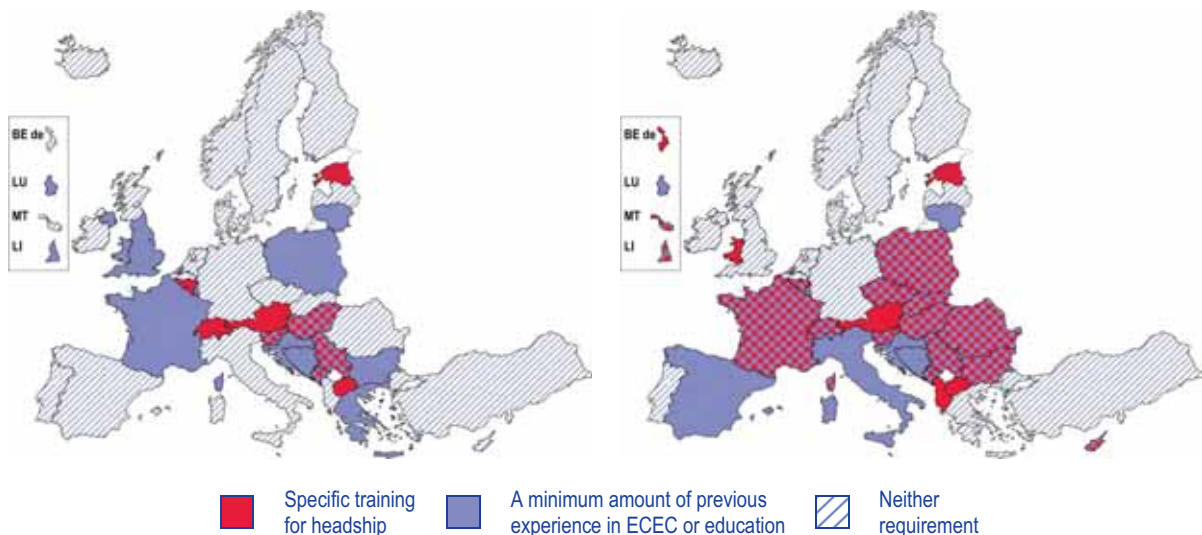 BE de
LU
MT
LI
BE de
LU
MT
LI
Specific training
for headship
A minimum amount of previous
experience in ECEC or education
Neither
requirement